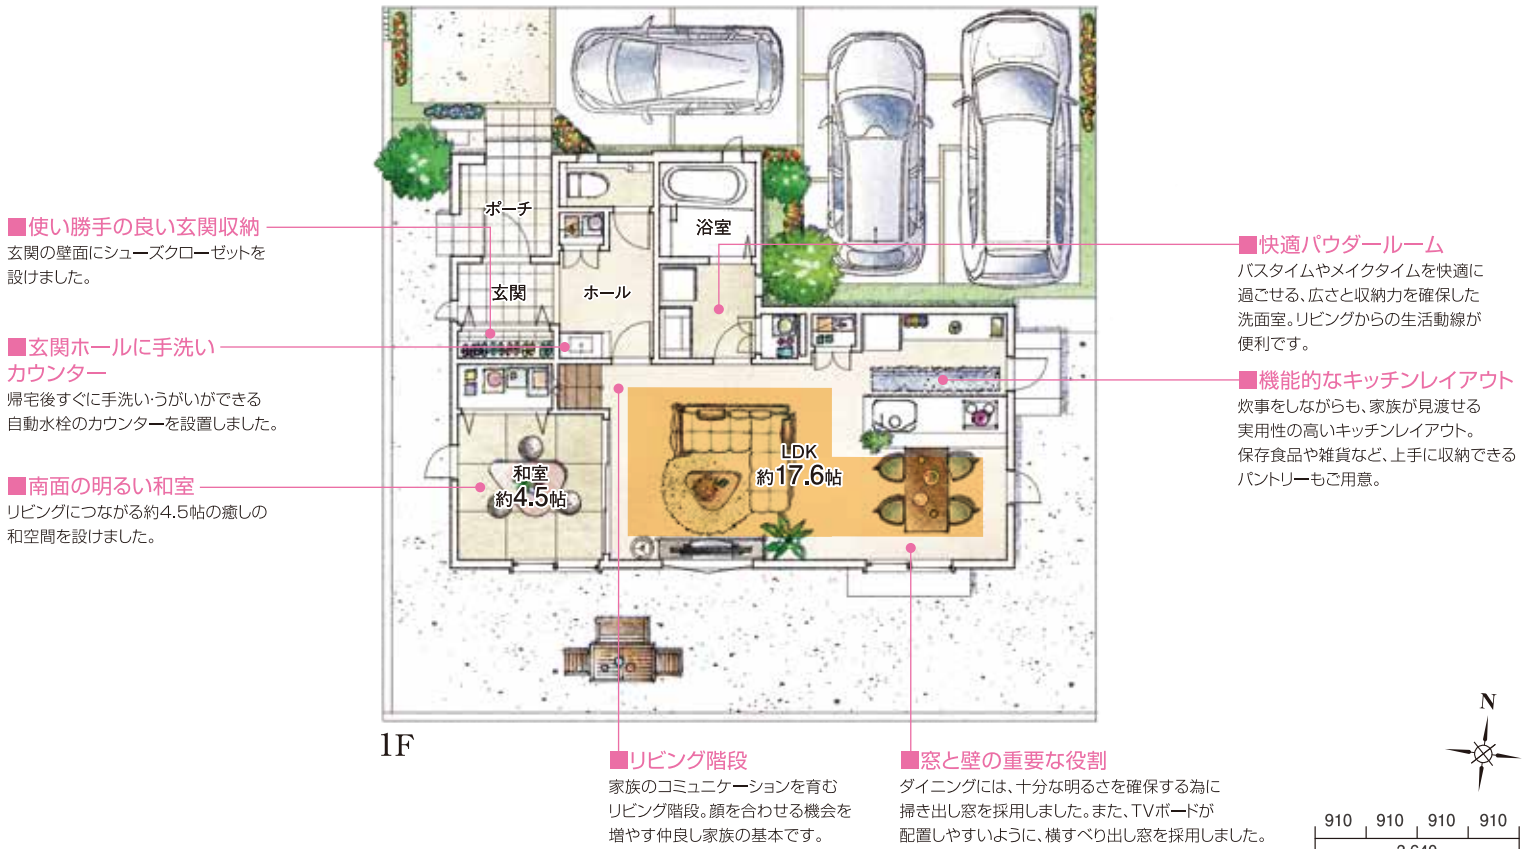 ■使い勝手の良い玄関収納
玄関の壁面にシューズクローゼットを
設けました。
■玄関ホールに手洗い
カウンター
帰宅後すぐに手洗い・うがいができる
自動水栓のカウンターを設置しました。
■南面の明るい和室
リビングにつながる約4.5帖の癒しの
和空間を設けました。
ポーチ
浴室
玄関
ホール
LDK
約17.6帖
和室
約4.5帖
■快適パウダールーム
バスタイムやメイクタイムを快適に
過ごせる、広さと収納力を確保した
洗面室。リビングからの生活動線が
便利です。
■機能的なキッチンレイアウト
炊事をしながらも、家族が見渡せる
実用性の高いキッチンレイアウト。
保存食品や雑貨など、上手に収納できる
パントリーもご用意。
1F
■リビング階段
家族のコミュニケーションを育む
リビング階段。顔を合わせる機会を
増やす仲良し家族の基本です。
■窓と壁の重要な役割
ダイニングには、十分な明るさを確保する為に
掃き出し窓を採用しました。また、TVボードが
配置しやすいように、横すべり出し窓を採用しました。
N
910 910 910 910